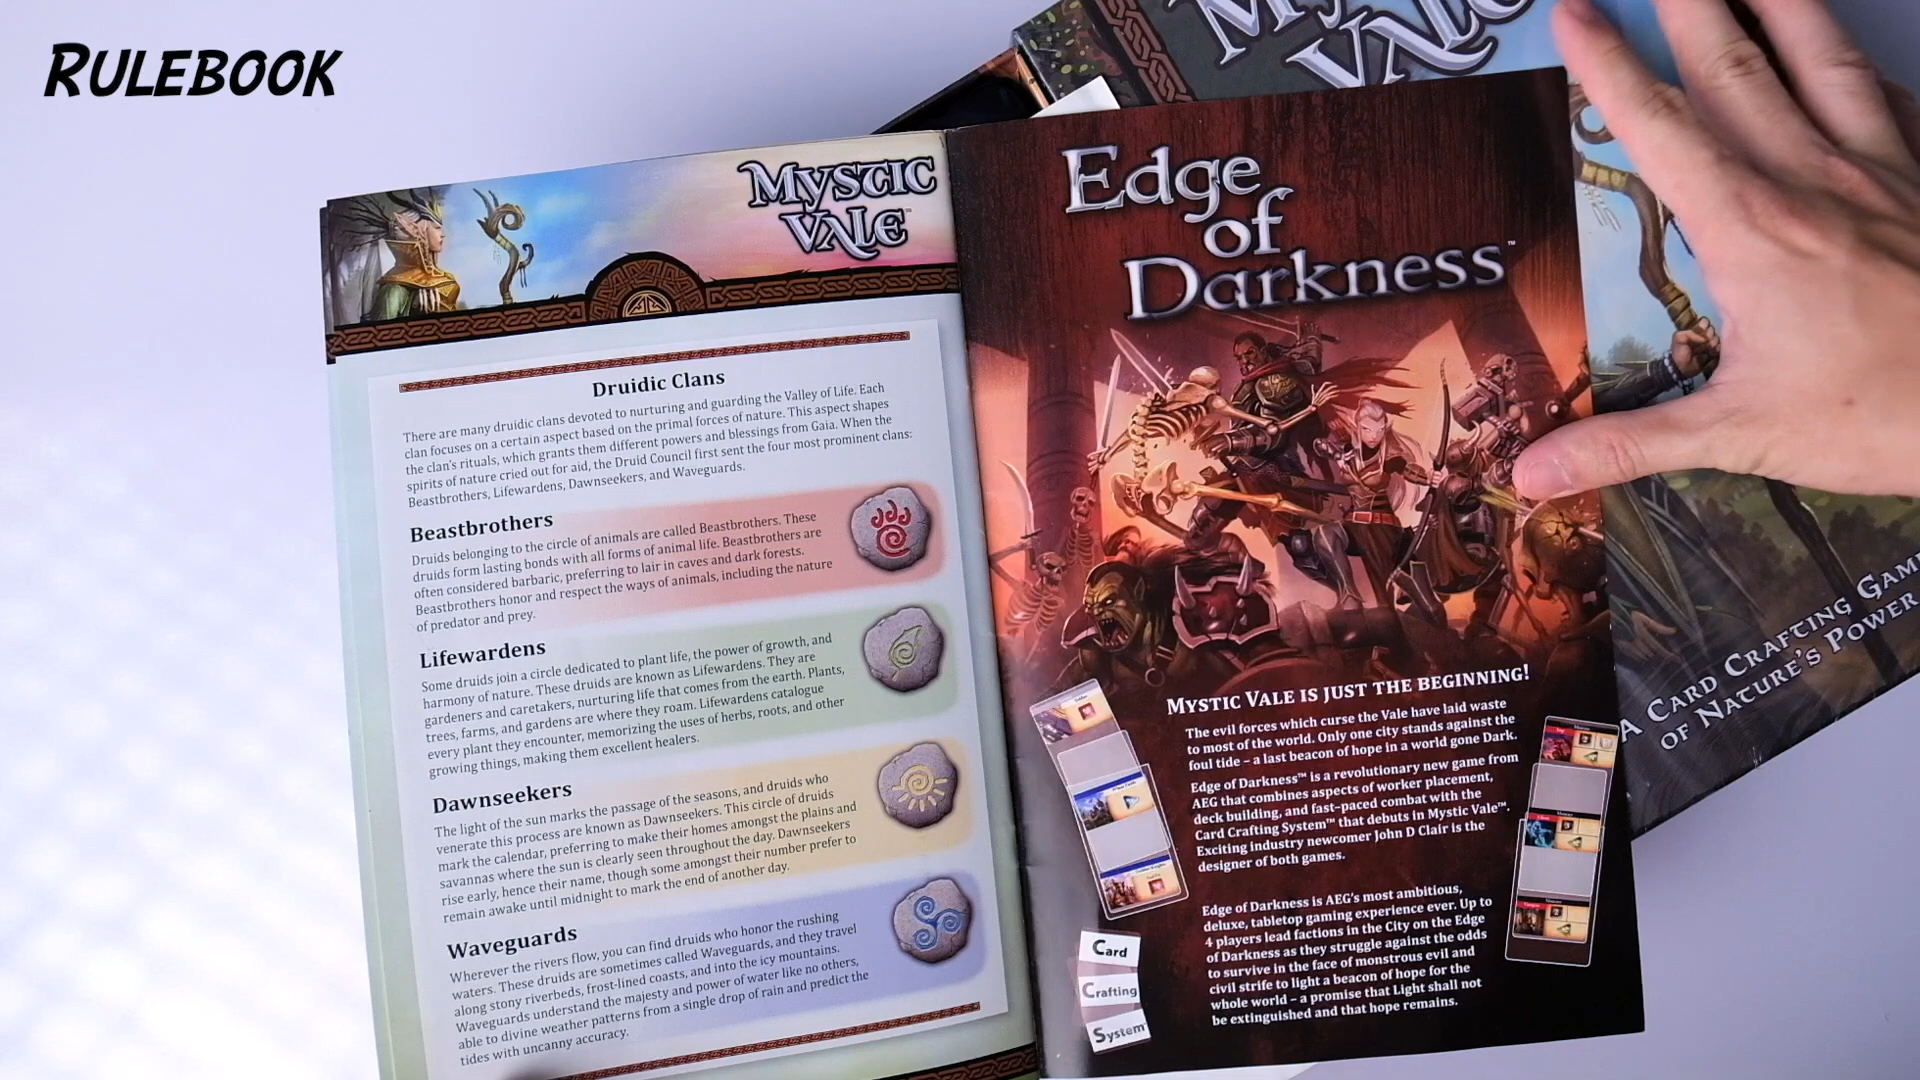 RULEBOOK
MYSTIC
VALE
Druidic Clans
There are many druidic clans devoted to nurturing and guarding the Valley of Life. Each
clan focuses on a certain aspect based on the primal forces of nature. This aspect shapes
the clan's rituals, which grants them different powers and blessings from Gaia. When the
spirits of nature cried out for aid, the Druid Council first sent the four most prominent clans:
Beastbrothers, Lifewardens, Dawnseekers, and Waveguards.
Beastbrothers
Druids belonging to the circle of animals are called Beastbrothers. These
druids form lasting bonds with all forms of animal life. Beastbrothers are
often considered barbaric, preferring to lair in caves and dark forests.
Beastbrothers honor and respect the ways of animals, including the nature
of predator and prey.
Lifewardens
Some druids join a circle dedicated to plant life, the power of growth, and
harmony of nature. These druids are known as Lifewardens. They are
gardeners and caretakers, nurturing life that comes from the earth. Plants,
trees, farms, and gardens are where they roam. Lifewardens catalogue
every plant they encounter, memorizing the uses of herbs, roots, and other
growing things, making them excellent healers.
Dawnseekers
The light of the sun marks the passage of the seasons, and druids who
venerate this process are known as Dawnseekers. This circle of druids
mark the calendar, preferring to make their homes amongst the plains and
savannas where the sun is clearly seen throughout the day. Dawnseekers
rise early, hence their name, though some amongst their number prefer to
remain awake until midnight to mark the end of another day.
Waveguards
Wherever the rivers flow, you can find druids who honor the rushing
waters. These druids are sometimes called Waveguards, and they travel
along stony riverbeds, frost-lined coasts, and into the icy mountains.
Waveguards understand the majesty and power of water like no others,
able to divine weather patterns from a single drop of rain and predict the
tides with uncanny accuracy.
Edge
of
Darkness™
MYSTIC VALE IS JUST THE BEGINNING!
The evil forces which curse the Vale have laid waste
to most of the world. Only one city stands against the
foul tide – a last beacon of hope in a world gone Dark.
Edge of Darkness™ is a revolutionary new game from
AEG that combines aspects of worker placement,
deck building, and fast-paced combat with the
Card Crafting System™ that debuts in Mystic Vale™.
Exciting industry newcomer John D Clair is the
designer of both games.
Edge of Darkness is AEG's most ambitious,
deluxe, tabletop gaming experience ever. Up to
4 players lead factions in the City on the Edge
of Darkness as they struggle against the odds
to survive in the face of monstrous evil and
civil strife to light a beacon of hope for the
whole world – a promise that Light shall not
be extinguished and that hope remains.
Card
Crafting
System™
MYSTIC
VALE
A CARD CRAFTING GAME
OF NATURE'S POWER